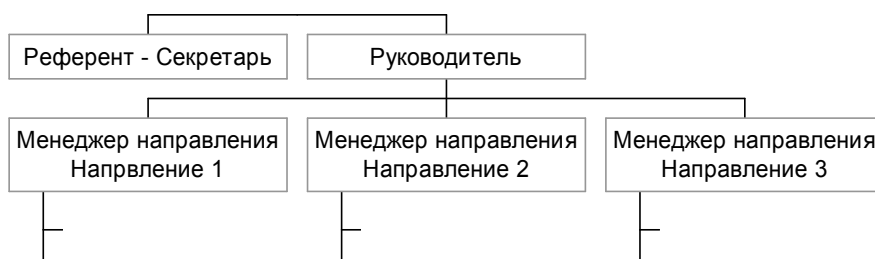 Референт - Секретарь
Руководитель
Менеджер направления
Напрвление 1
Менеджер направления
Направление 2
Менеджер направления
Направление 3